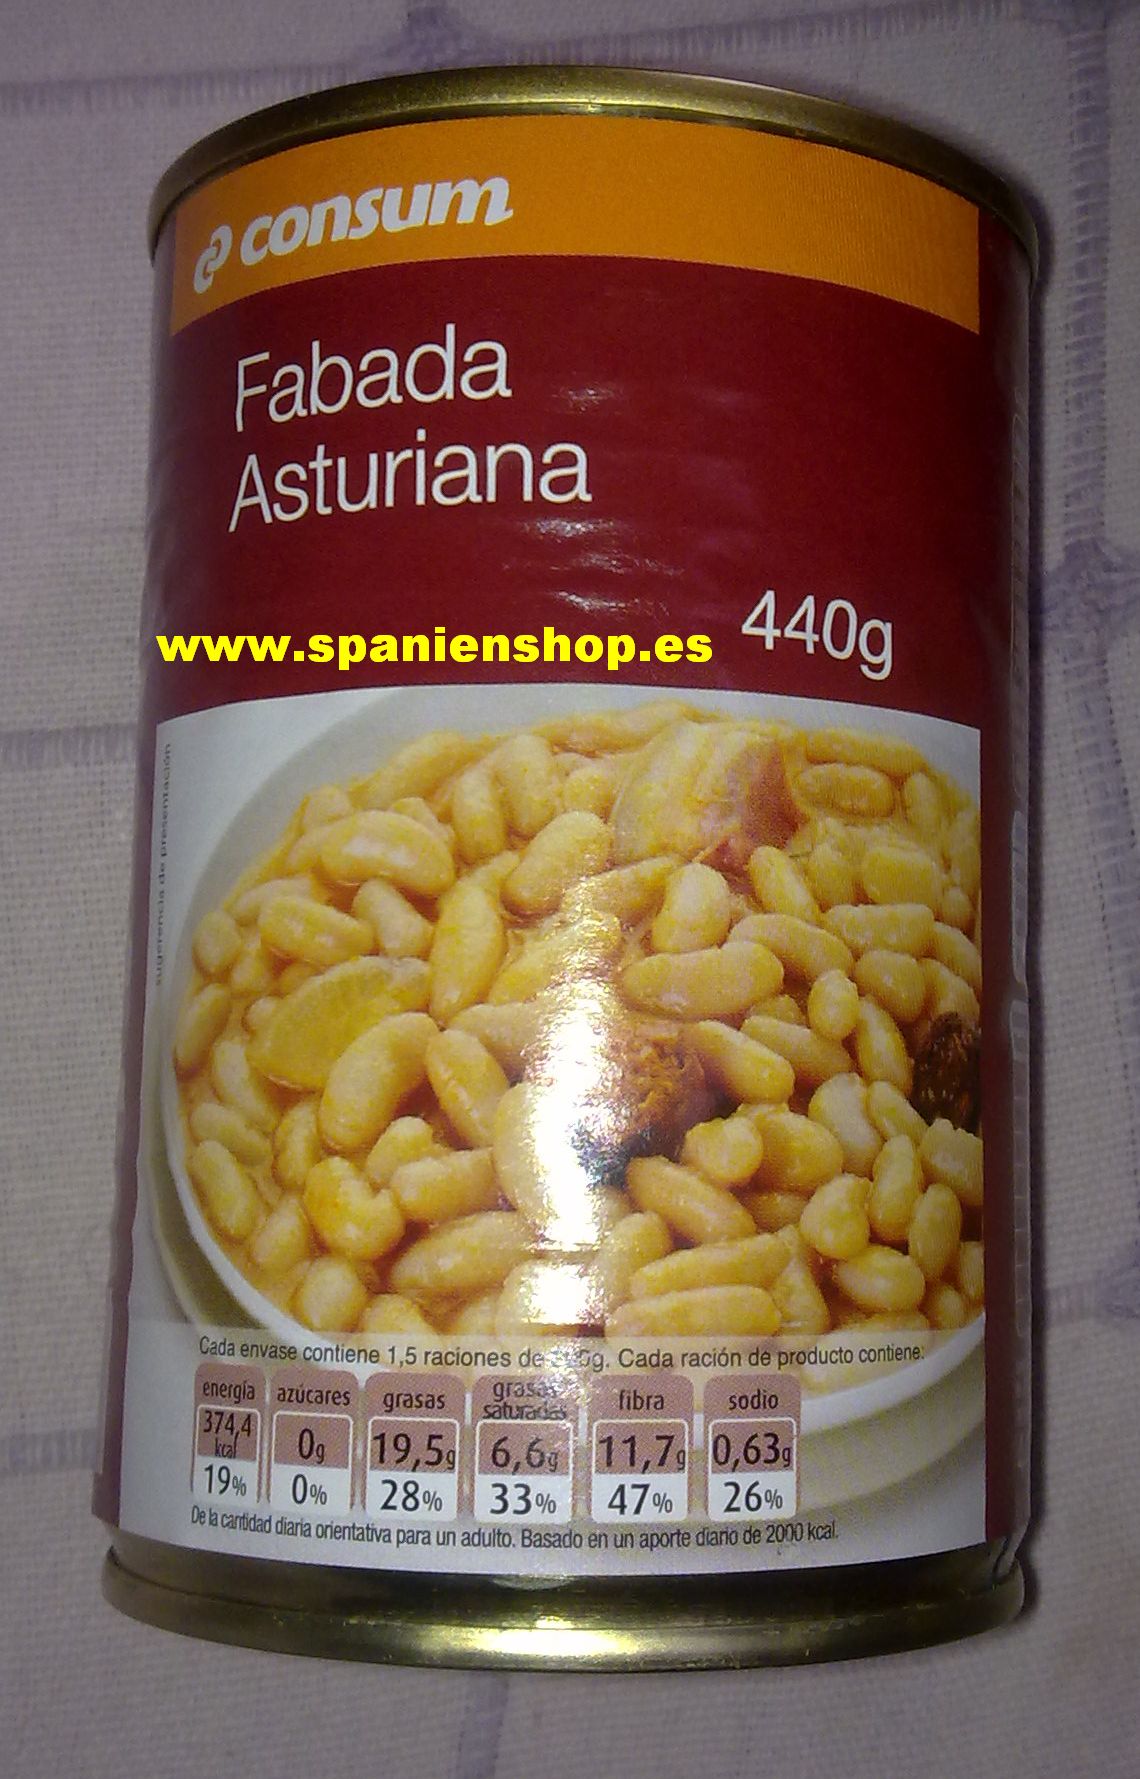 consum
Fabada
Asturiana
440g
www.spanienshop.es
sugerencia de presentación
Cada envase contiene 1,5 raciones de g. Cada ración de producto contiene:
energía azúcares grasas grasas saturadas fibra sodio
374,4 kcal 0g 19,5g 6,6g 11,7g 0,63g
19% 0% 28% 33% 47% 26%
De la cantidad diaria orientativa para un adulto. Basado en un aporte diario de 2000 kcal.